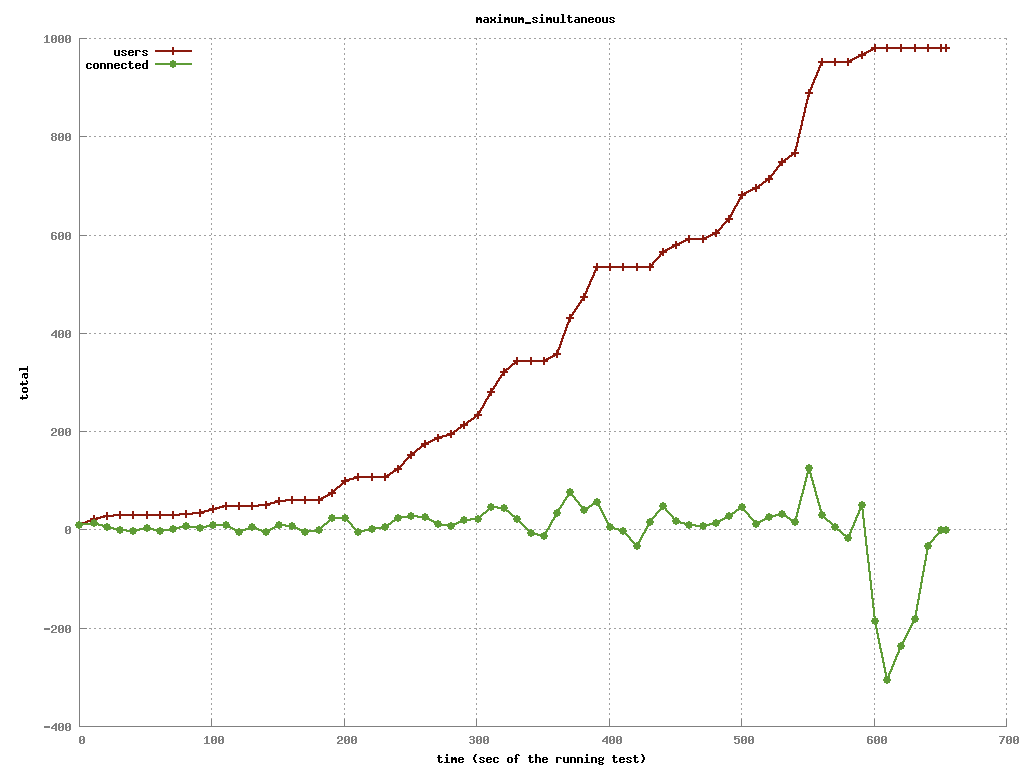 maximum_simultaneous
1000
users
connected
800
600
400
total
200
0
-200
-400
0 100 200 300 400 500 600 700
time (sec of the running test)